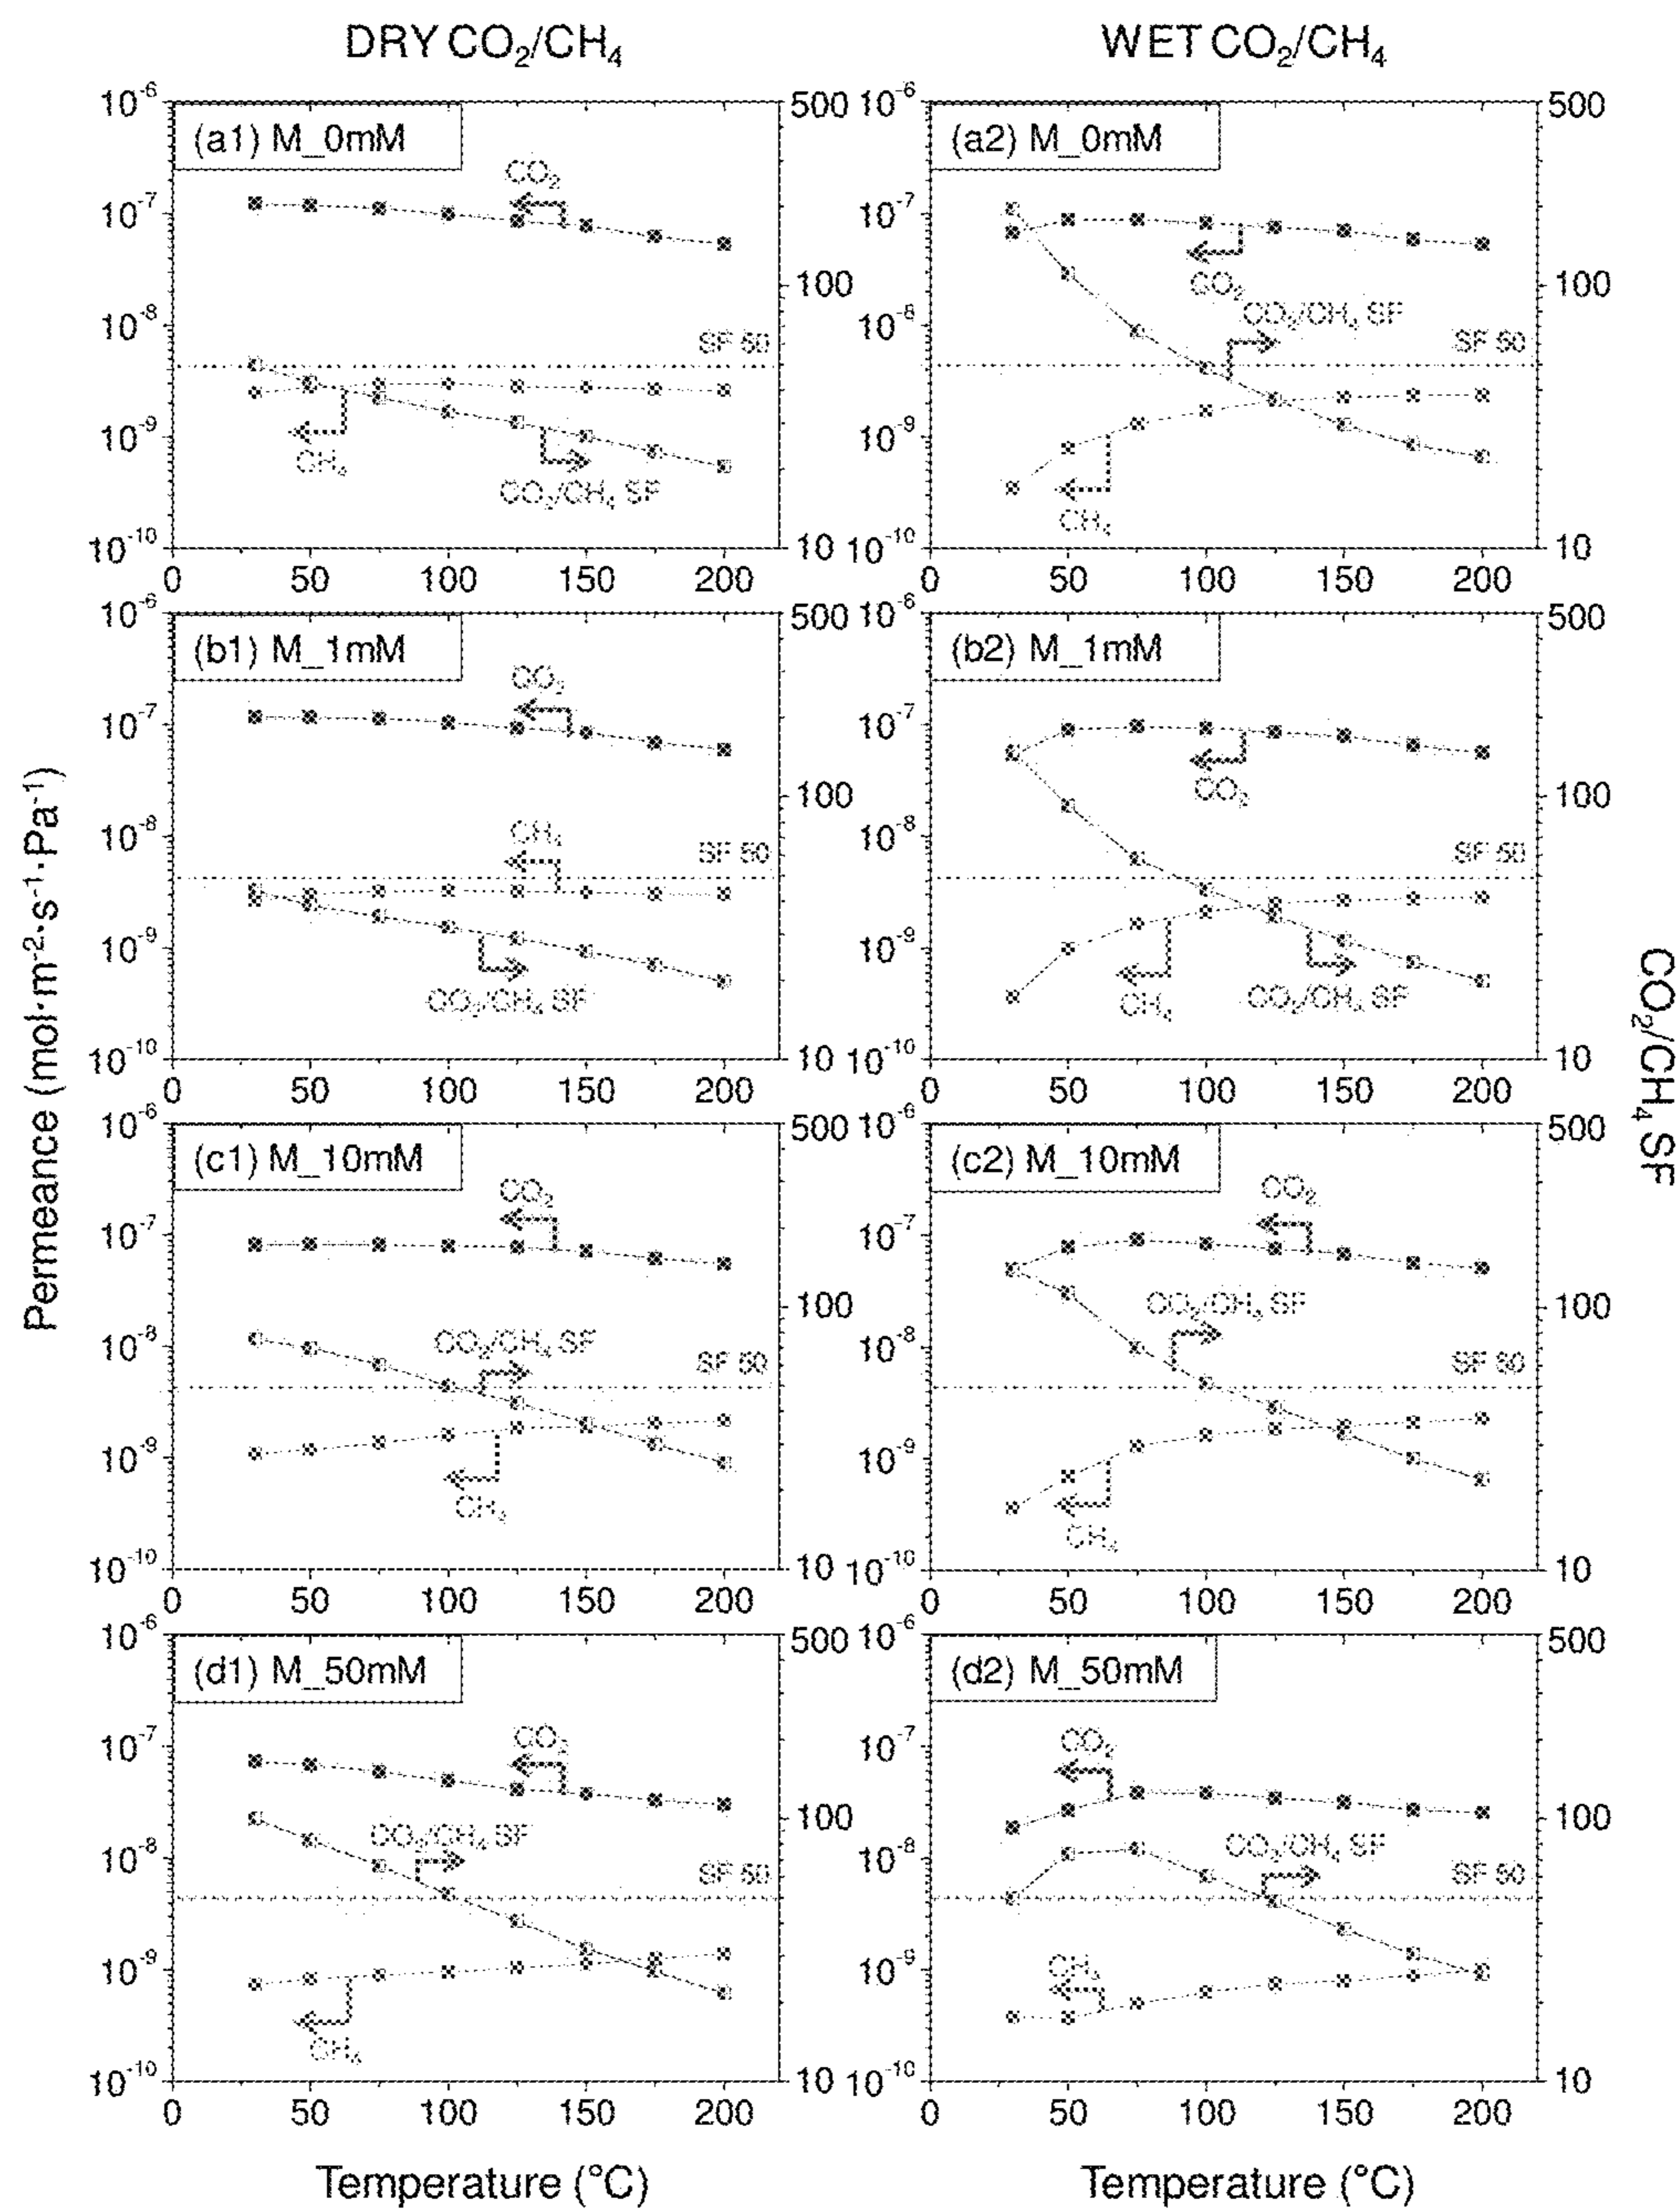 DRY CO₂/CH₄
WET CO₂/CH₄
Permeance (mol·m⁻²·s⁻¹·Pa⁻¹)
CO₂/CH₄ SF
(a1) M_0mM
10⁻⁶
10⁻⁷
10⁻⁸
10⁻⁹
10⁻¹⁰
500
100
10
CO₂
SF 50
CH₄
CO₂/CH₄ SF
0 50 100 150 200
(a2) M_0mM
10⁻⁶
10⁻⁷
10⁻⁸
10⁻⁹
10⁻¹⁰
500
100
10
CO₂
CO₂/CH₄ SF
SF 50
CH₄
0 50 100 150 200
(b1) M_1mM
10⁻⁶
10⁻⁷
10⁻⁸
10⁻⁹
10⁻¹⁰
500
100
10
CO₂
CH₄
SF 50
CO₂/CH₄ SF
0 50 100 150 200
(b2) M_1mM
10⁻⁶
10⁻⁷
10⁻⁸
10⁻⁹
10⁻¹⁰
500
100
10
CO₂
SF 50
CH₄
CO₂/CH₄ SF
0 50 100 150 200
(c1) M_10mM
10⁻⁶
10⁻⁷
10⁻⁸
10⁻⁹
10⁻¹⁰
500
100
10
CO₂
CO₂/CH₄ SF
SF 50
CH₄
0 50 100 150 200
(c2) M_10mM
10⁻⁶
10⁻⁷
10⁻⁸
10⁻⁹
10⁻¹⁰
500
100
10
CO₂
CO₂/CH₄ SF
SF 50
CH₄
0 50 100 150 200
(d1) M_50mM
10⁻⁶
10⁻⁷
10⁻⁸
10⁻⁹
10⁻¹⁰
500
100
10
CO₂
CO₂/CH₄ SF
SF 50
CH₄
0 50 100 150 200
(d2) M_50mM
10⁻⁶
10⁻⁷
10⁻⁸
10⁻⁹
10⁻¹⁰
500
100
10
CO₂
CO₂/CH₄ SF
SF 50
CH₄
0 50 100 150 200
Temperature (°C)
Temperature (°C)